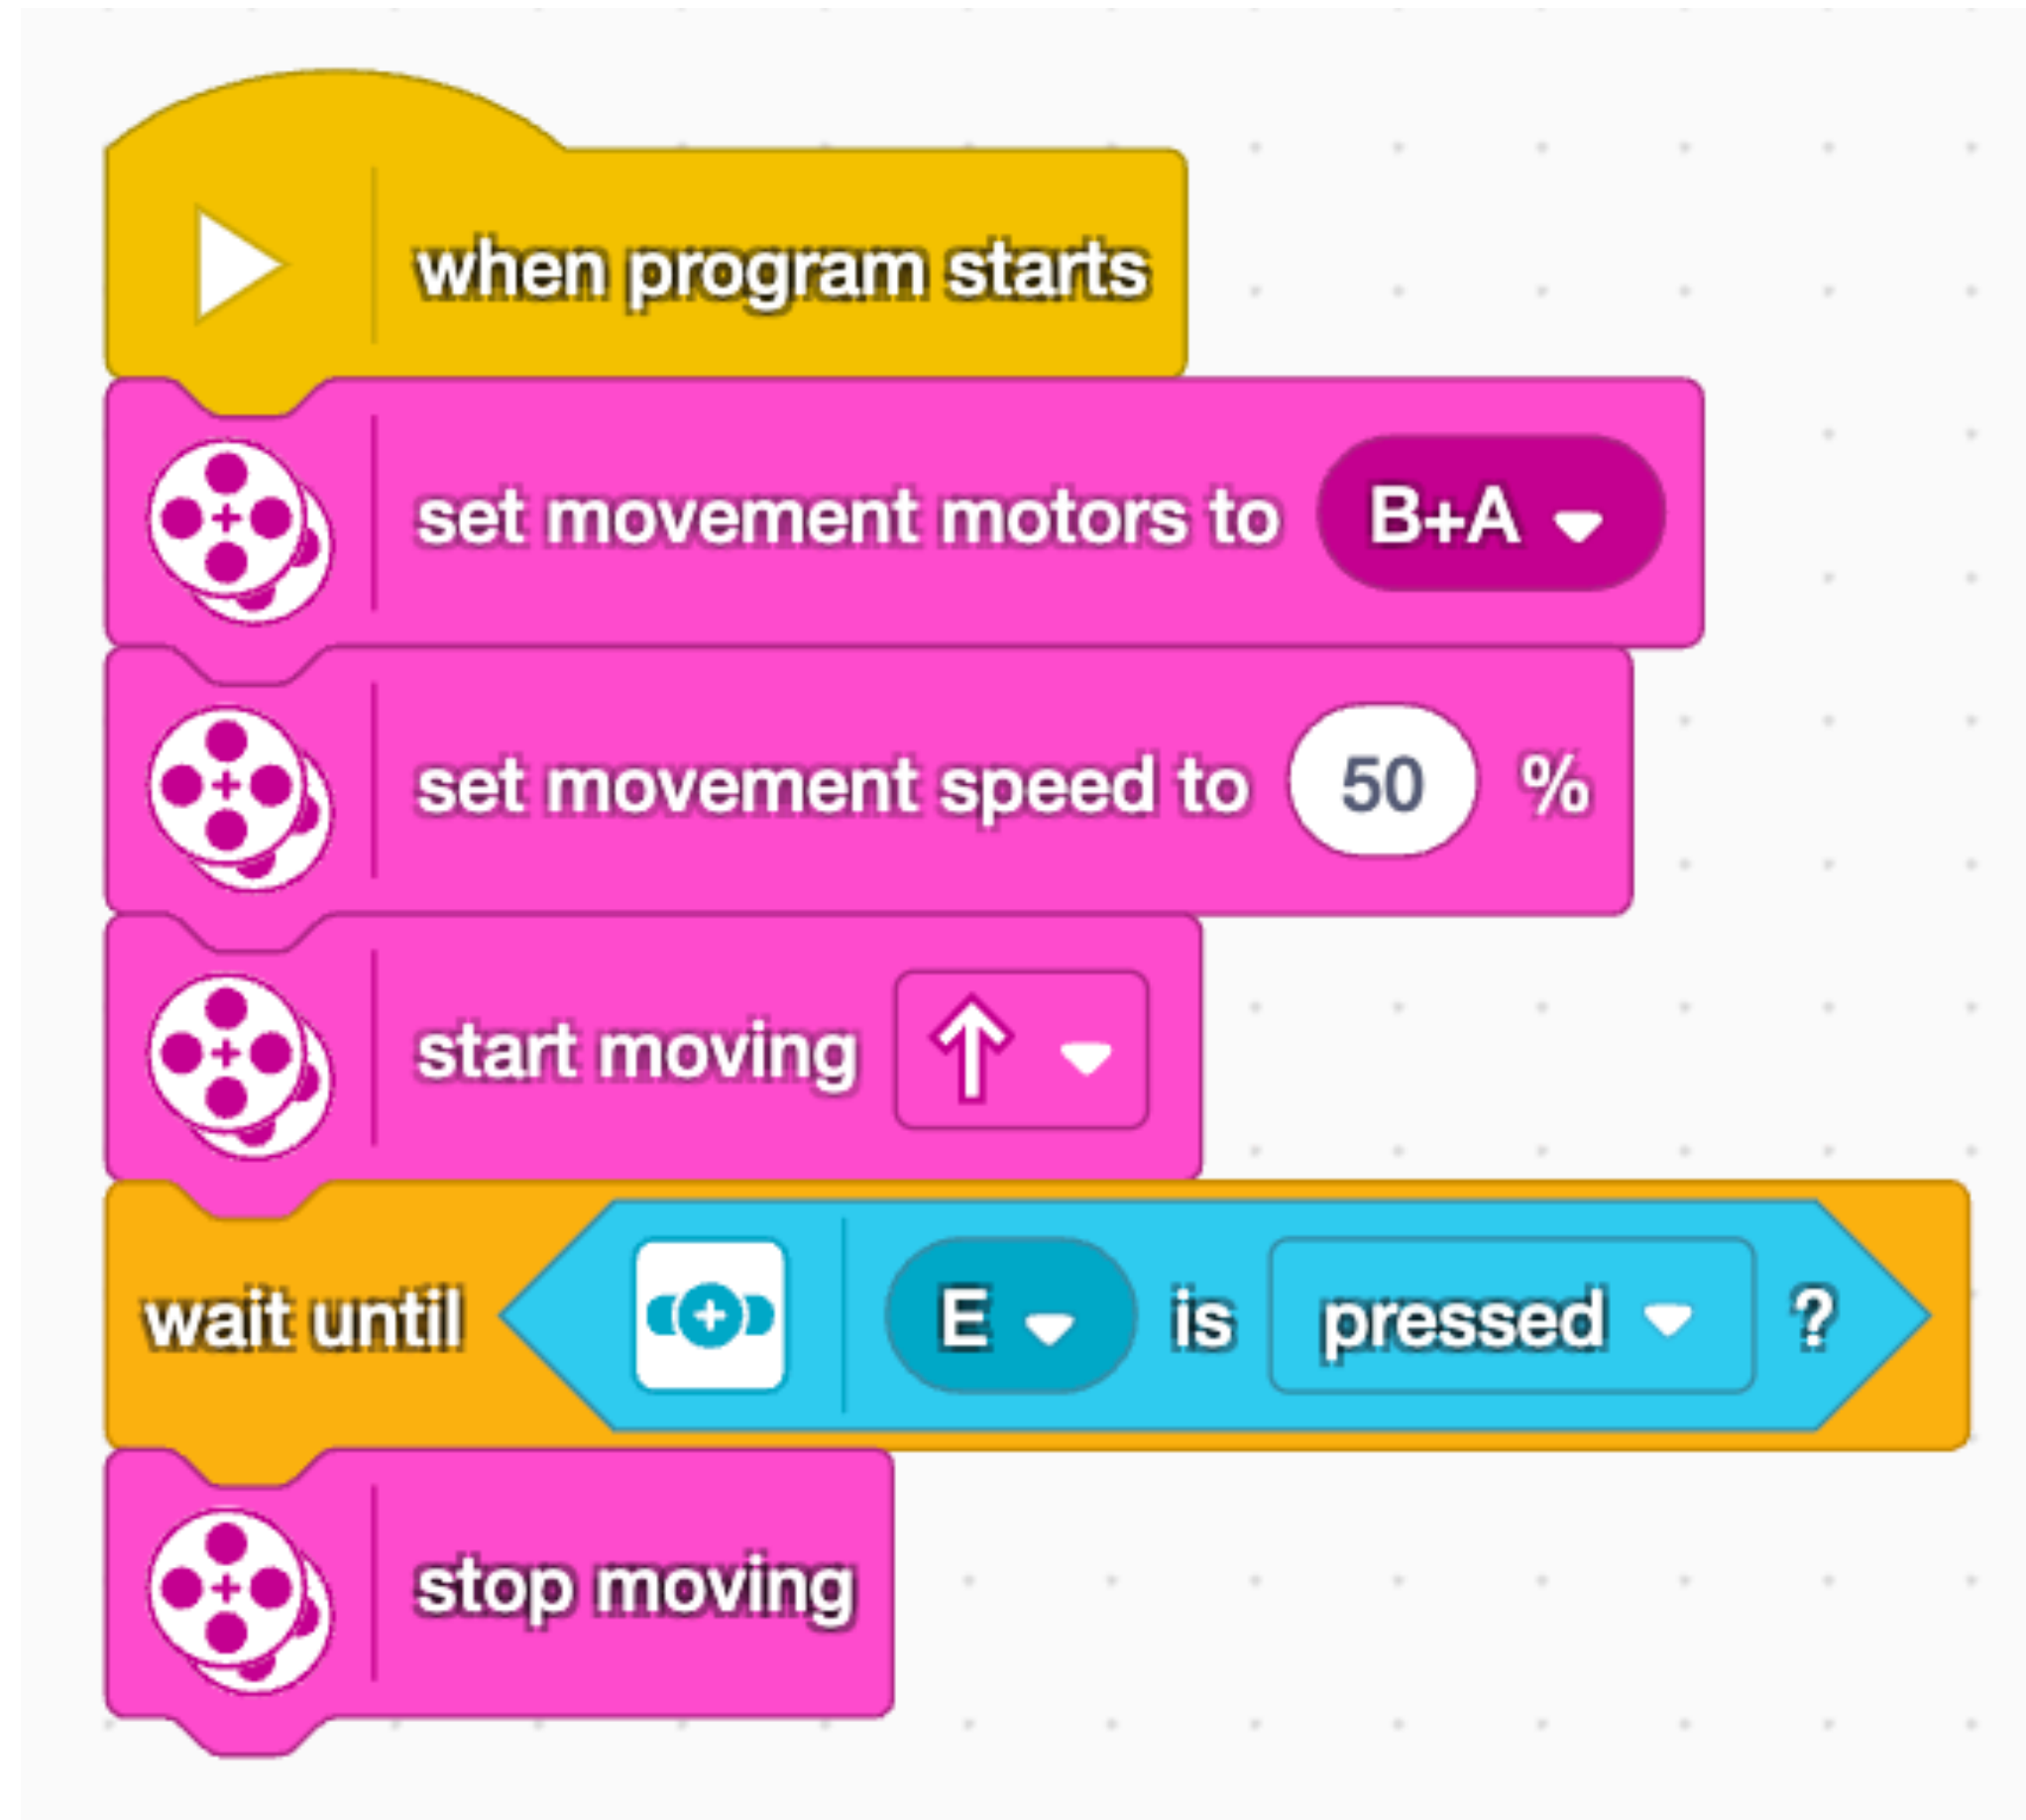 when program starts
set movement motors to B+A
set movement speed to 50 %
start moving
wait until E is pressed ?
stop moving